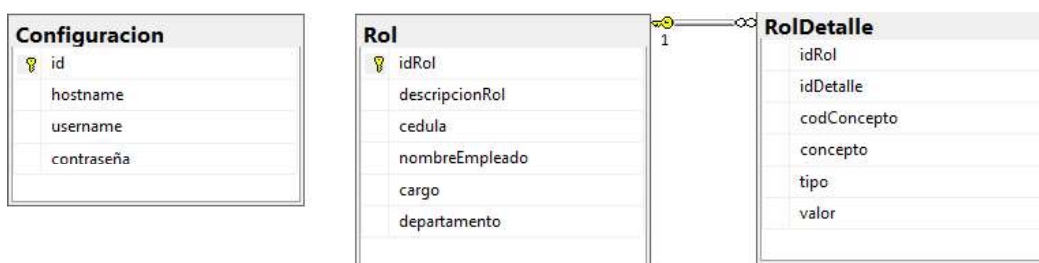 Configuracion
id
hostname
username
contraseña
Rol
idRol
descripcionRol
cedula
nombreEmpleado
cargo
departamento
1
RolDetalle
idRol
idDetalle
codConcepto
concepto
tipo
valor